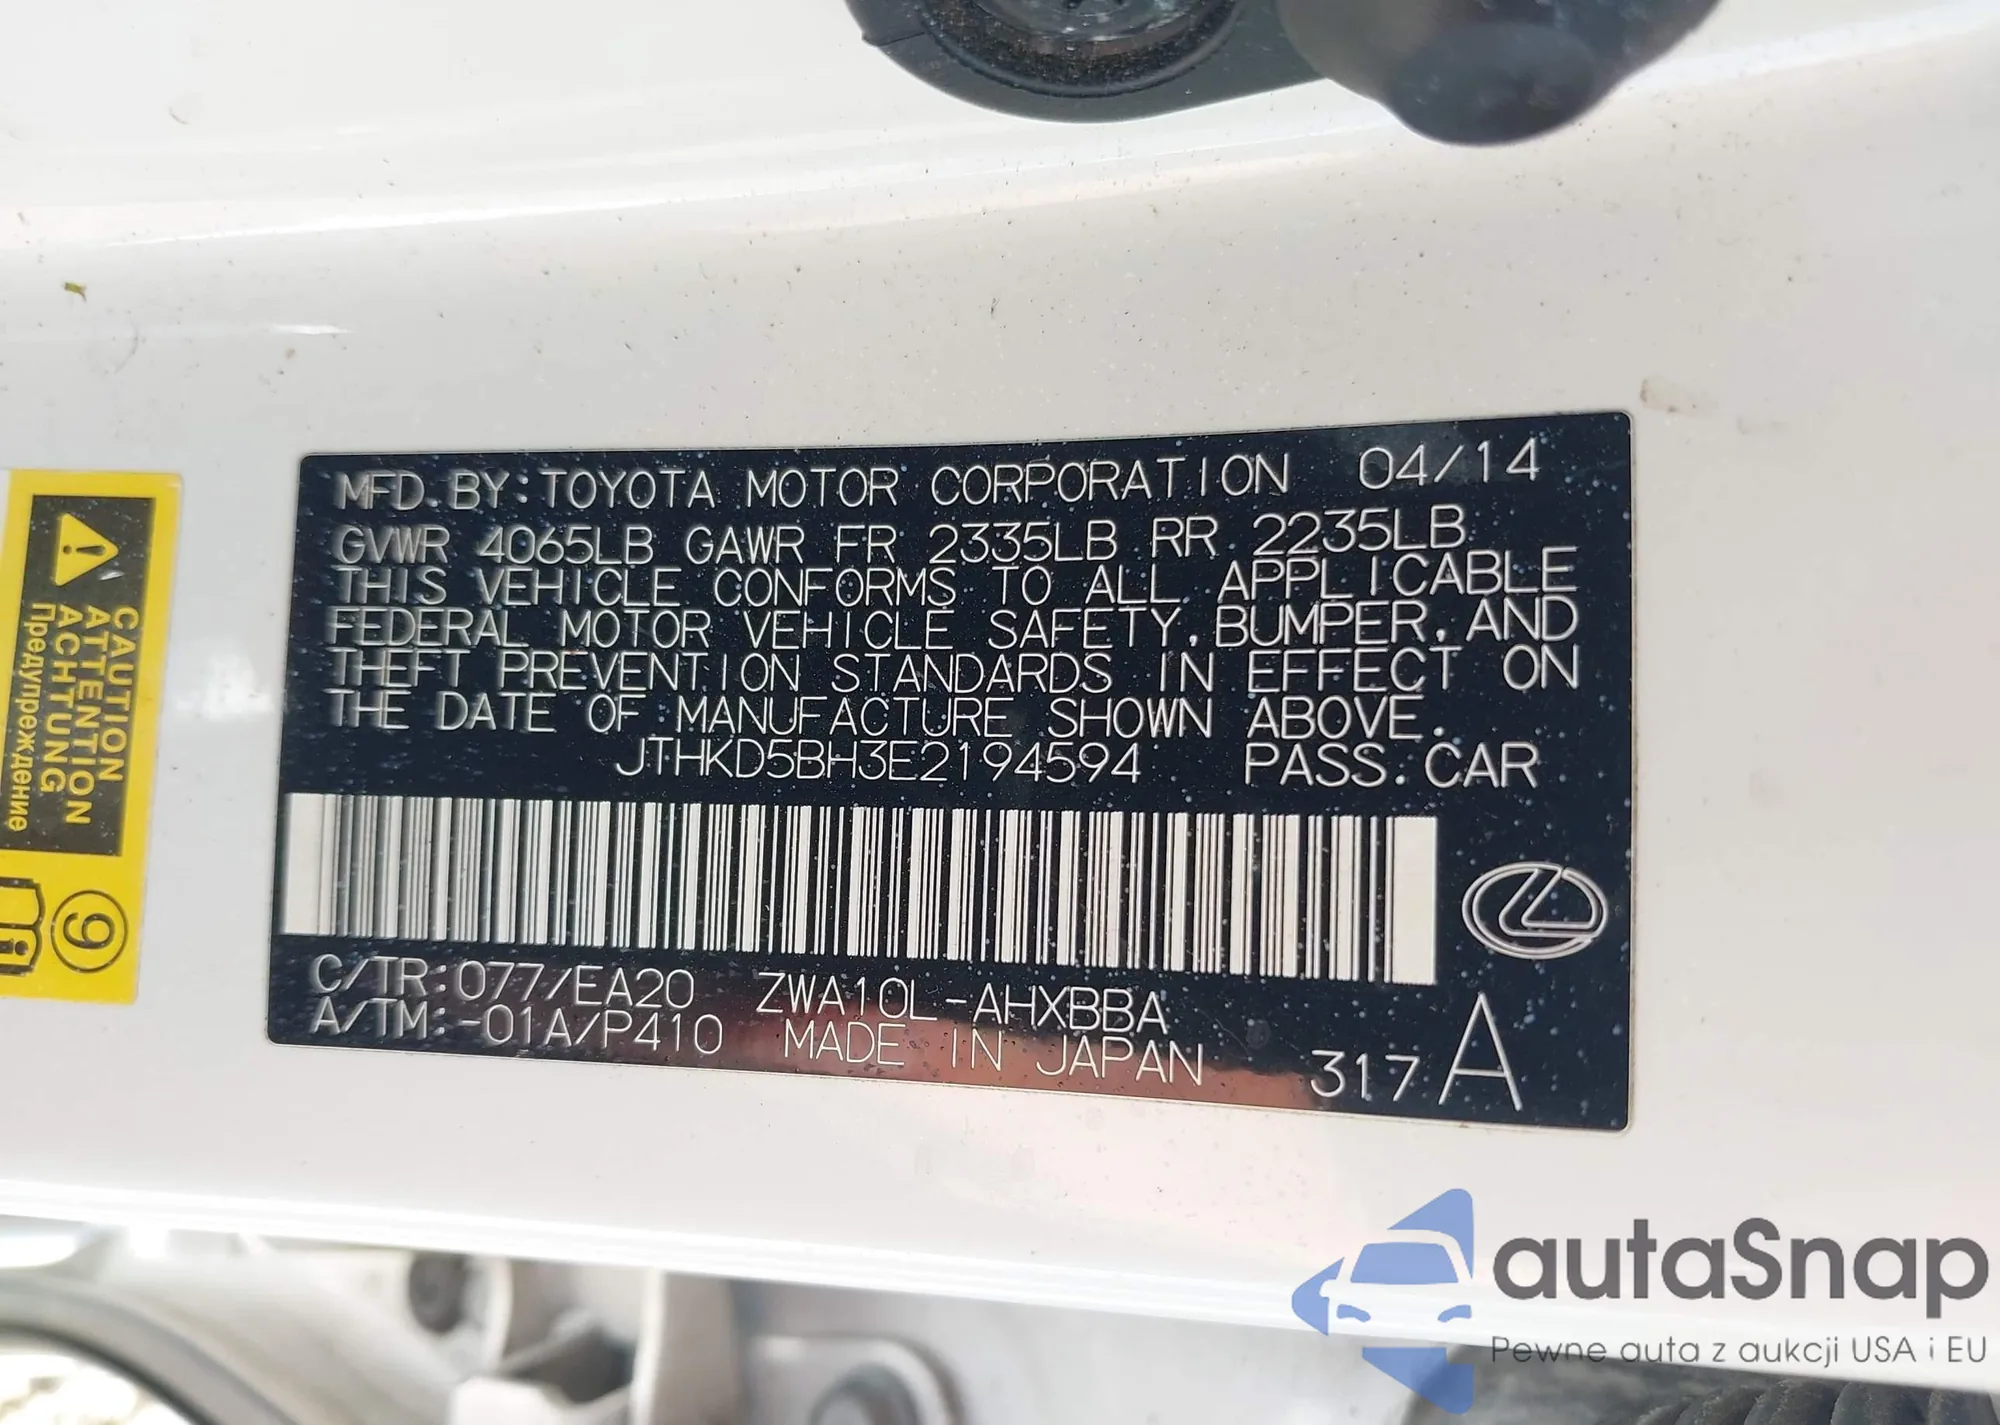 MFD. BY: TOYOTA MOTOR CORPORATION 04/14
GVWR 4065LB GAWR FR 2335LB RR 2235LB
THIS VEHICLE CONFORMS TO ALL APPLICABLE
FEDERAL MOTOR VEHICLE SAFETY, BUMPER, AND
THEFT PREVENTION STANDARDS IN EFFECT ON
THE DATE OF MANUFACTURE SHOWN ABOVE.
JTHKD5BH3E2194594 PASS. CAR
C/TR: 077/EA20 ZWA10L-AHXBBA
A/TM: -01A/P410 MADE IN JAPAN 317 A
CAUTION
ATTENTION
ACHTUNG
Предупреждение
9
autaSnap
Pewne auta z aukcji USA i EU